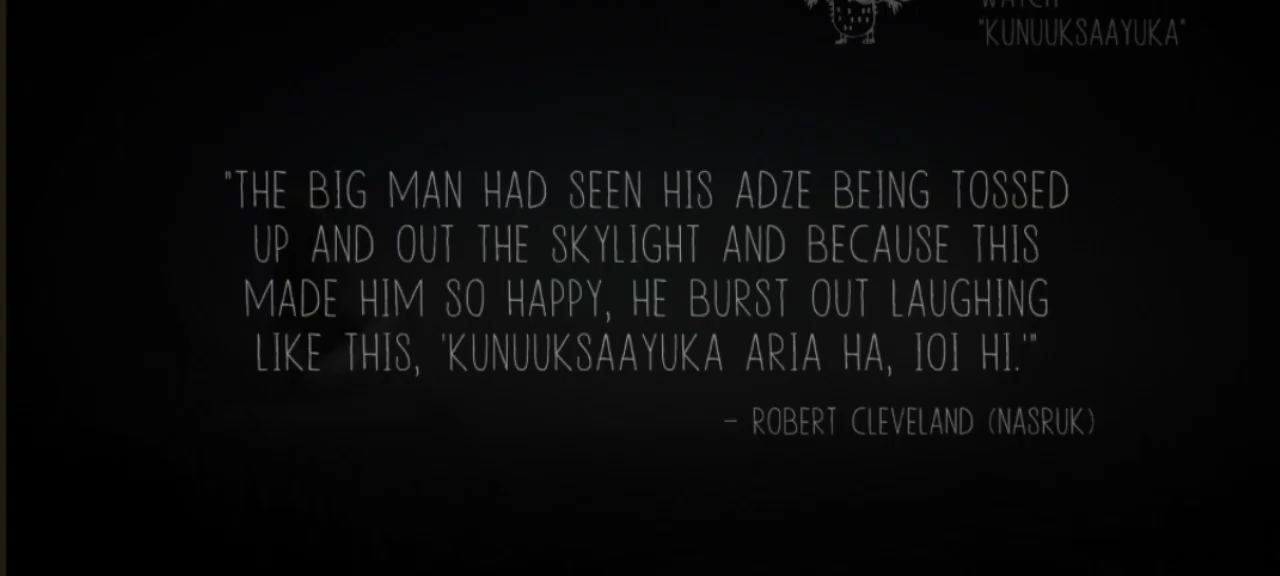 WATCH
"KUNUUKSAAYUKA"
"THE BIG MAN HAD SEEN HIS ADZE BEING TOSSED
UP AND OUT THE SKYLIGHT AND BECAUSE THIS
MADE HIM SO HAPPY, HE BURST OUT LAUGHING
LIKE THIS, 'KUNUUKSAAYUKA ARIA HA, IOI HI.'"
- ROBERT CLEVELAND (NASRUK)